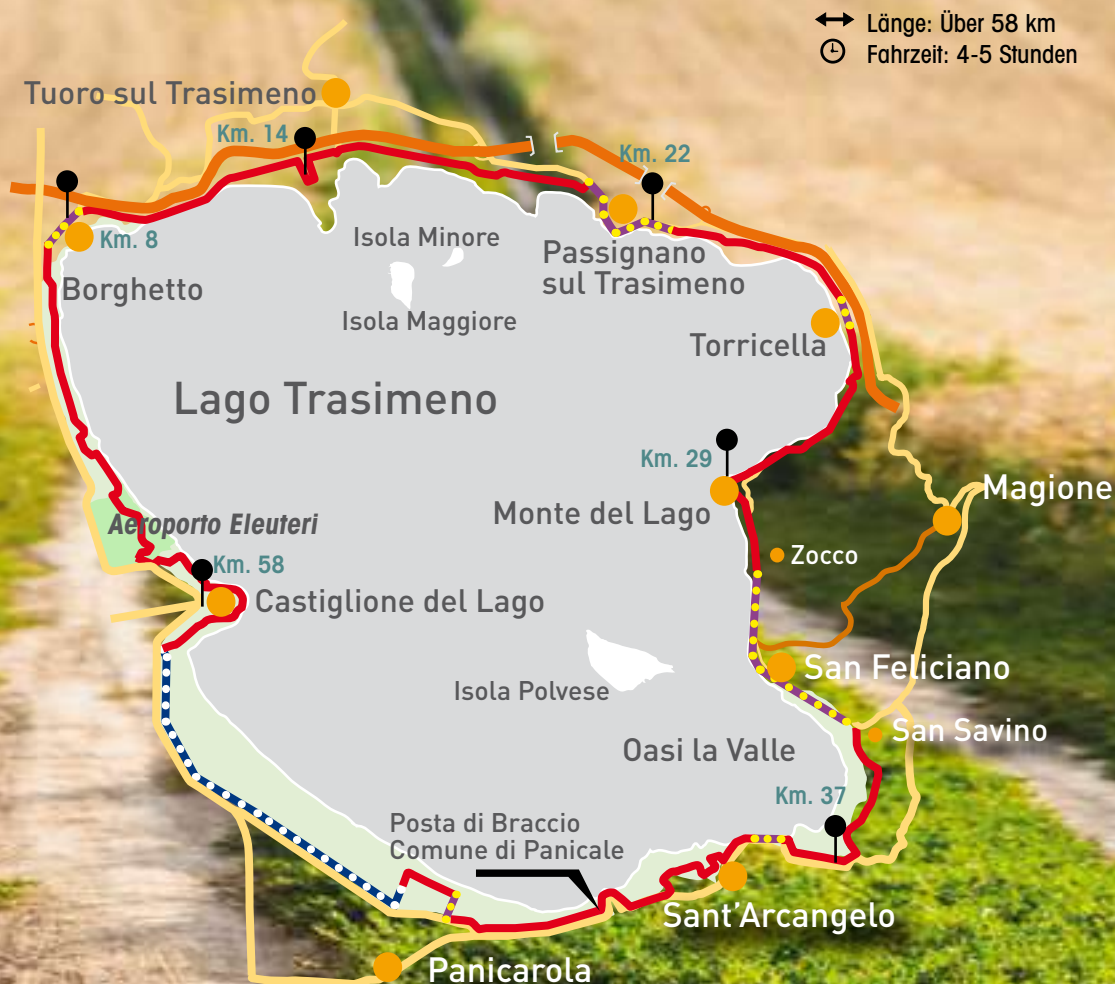 Länge: Über 58 km
Fahrzeit: 4-5 Stunden
Tuoro sul Trasimeno
Km. 14
Km. 22
Km. 8
Isola Minore
Passignano
sul Trasimeno
Borghetto
Isola Maggiore
Torricella
Lago Trasimeno
Km. 29
Magione
Monte del Lago
Aeroporto Eleuteri
Zocco
Km. 58
Castiglione del Lago
San Feliciano
Isola Polvese
San Savino
Oasi la Valle
Km. 37
Posta di Braccio
Comune di Panicale
Sant'Arcangelo
Panicarola